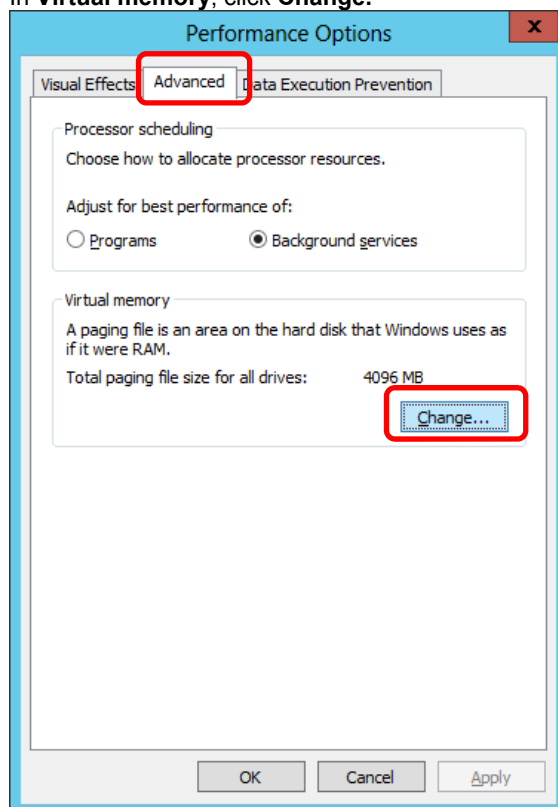 In Virtual memory, click Change.
Performance Options
x
Visual Effects Advanced Data Execution Prevention
Processor scheduling
Choose how to allocate processor resources.
Adjust for best performance of:
Programs Background services
Virtual memory
A paging file is an area on the hard disk that Windows uses as
if it were RAM.
Total paging file size for all drives: 4096 MB
Change...
OK Cancel Apply